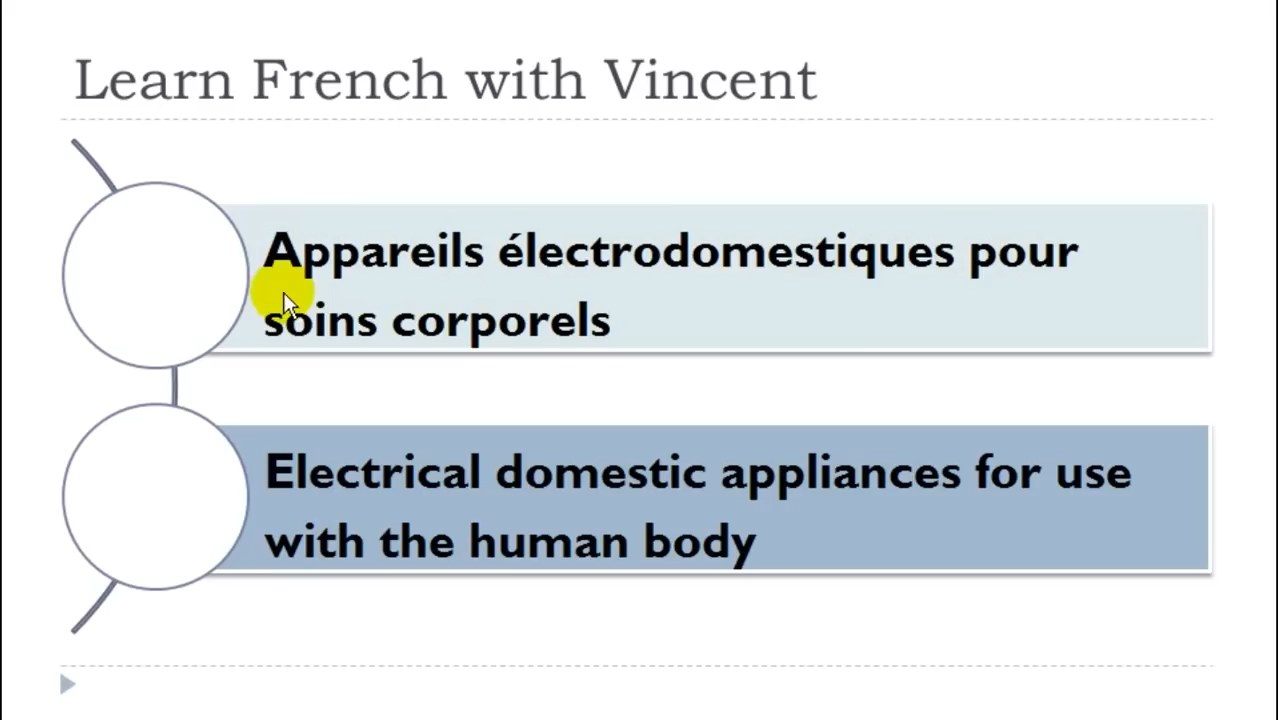 Learn French with Vincent
Appareils électrodomestiques pour
soins corporels
Electrical domestic appliances for use
with the human body